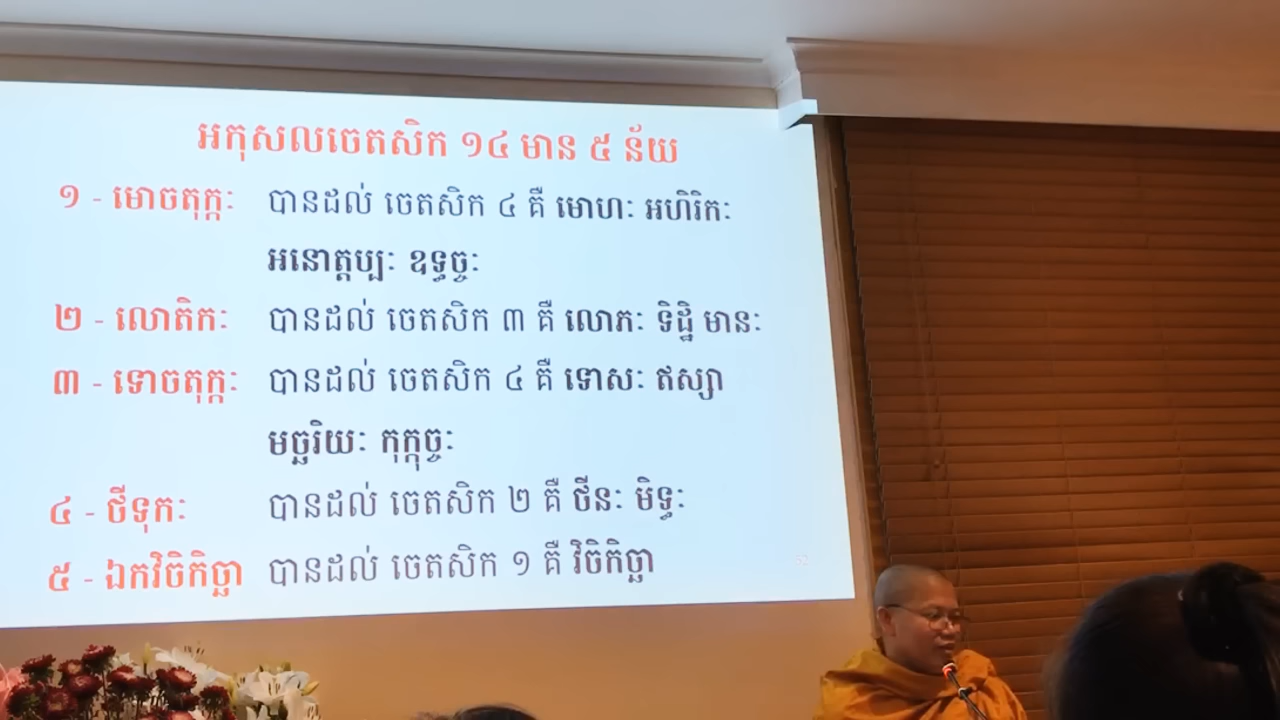 អកុសលចេតសិក ១៤ មាន ៥ ន័យ
១ - មោចតុក្កៈ បានដល់ ចេតសិក ៤ គឺ មោហៈ អហិរិកៈ
អនោត្តប្បៈ ឧទ្ធច្ចៈ
២ - លោតិកៈ បានដល់ ចេតសិក ៣ គឺ លោភៈ ទិដ្ឋិ មានៈ
៣ - ទោចតុក្កៈ បានដល់ ចេតសិក ៤ គឺ ទោសៈ ឥស្សា
មច្ឆរិយៈ កុក្កុច្ចៈ
៤ - ថីទុកៈ បានដល់ ចេតសិក ២ គឺ ថីនៈ មិទ្ធៈ
៥ - ឯកវិចិកិច្ឆា បានដល់ ចេតសិក ១ គឺ វិចិកិច្ឆា